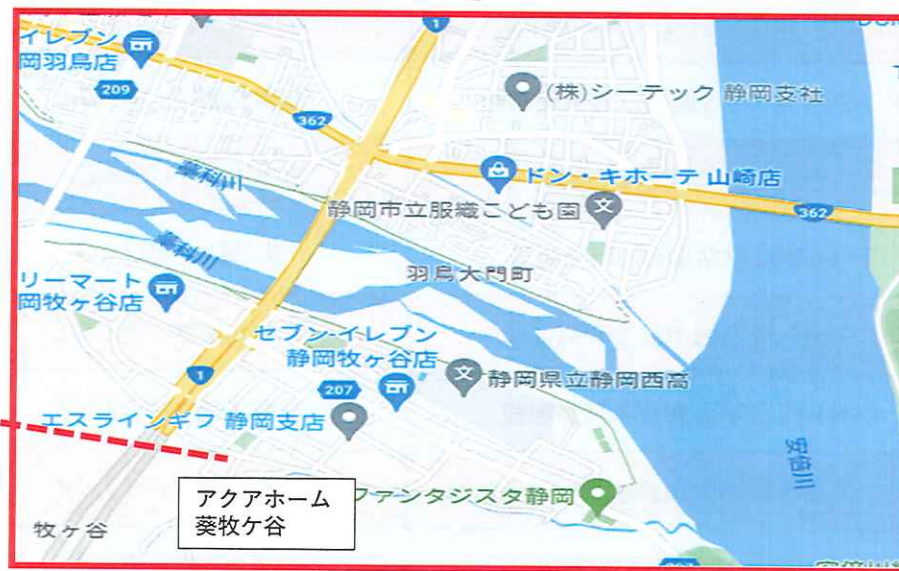 1
イレブン
岡羽鳥店
209
362
(株)シーテック 静岡支社
藁科川
ドン・キホーテ 山崎店
静岡市立服織こども園
文
362
藁科川
羽鳥大門町
リーマート
岡牧ヶ谷店
セブン-イレブン
静岡牧ヶ谷店
1
207
文
静岡県立静岡西高
エスラインギフ 静岡支店
安倍川
アクアホーム
葵牧ケ谷
ファンタジスタ静岡
牧ヶ谷